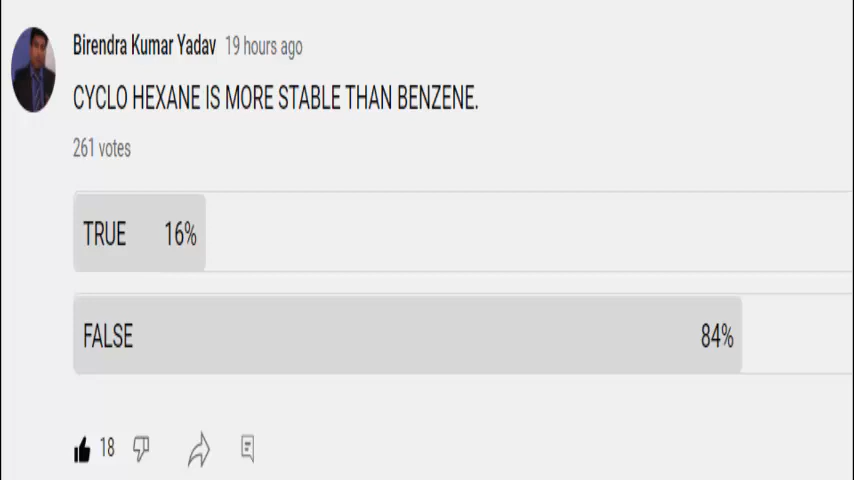 Birendra Kumar Yadav 19 hours ago
CYCLO HEXANE IS MORE STABLE THAN BENZENE.
261 votes
TRUE 16%
FALSE 84%
18